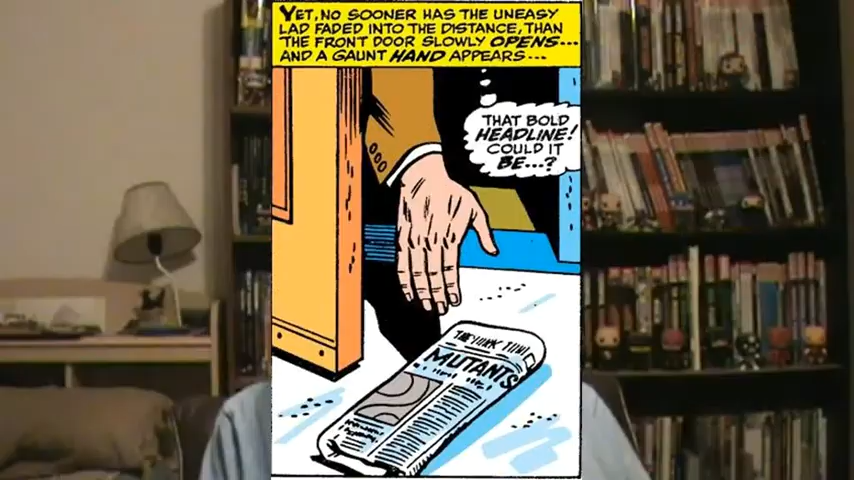 YET, NO SOONER HAS THE UNEASY
LAD FADED INTO THE DISTANCE, THAN
THE FRONT DOOR SLOWLY OPENS...
AND A GAUNT HAND APPEARS...
THAT BOLD
HEADLINE!
COULD IT
BE...?
MUTANTS